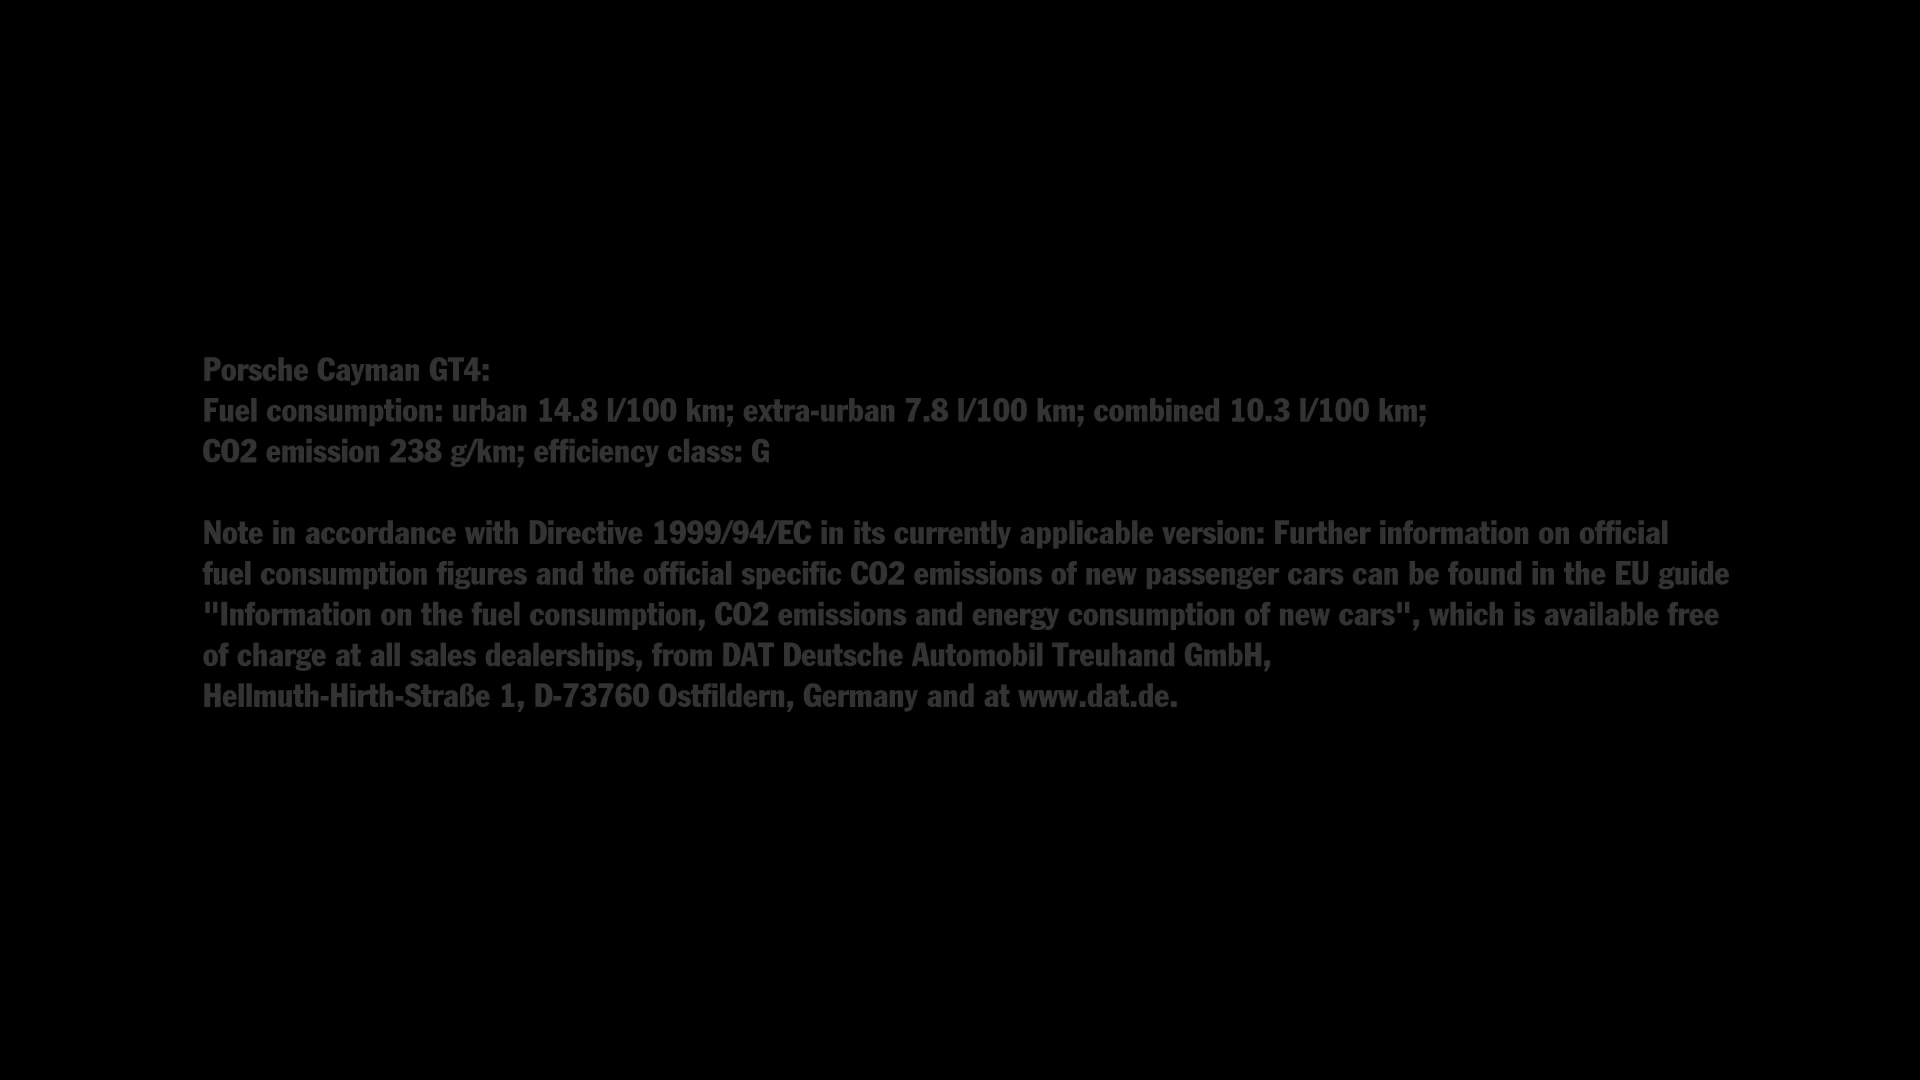 Porsche Cayman GT4:
Fuel consumption: urban 14.8 l/100 km; extra-urban 7.8 l/100 km; combined 10.3 l/100 km;
CO2 emission 238 g/km; efficiency class: G
Note in accordance with Directive 1999/94/EC in its currently applicable version: Further information on official
fuel consumption figures and the official specific CO2 emissions of new passenger cars can be found in the EU guide
"Information on the fuel consumption, CO2 emissions and energy consumption of new cars", which is available free
of charge at all sales dealerships, from DAT Deutsche Automobil Treuhand GmbH,
Hellmuth-Hirth-Straße 1, D-73760 Ostfildern, Germany and at www.dat.de.